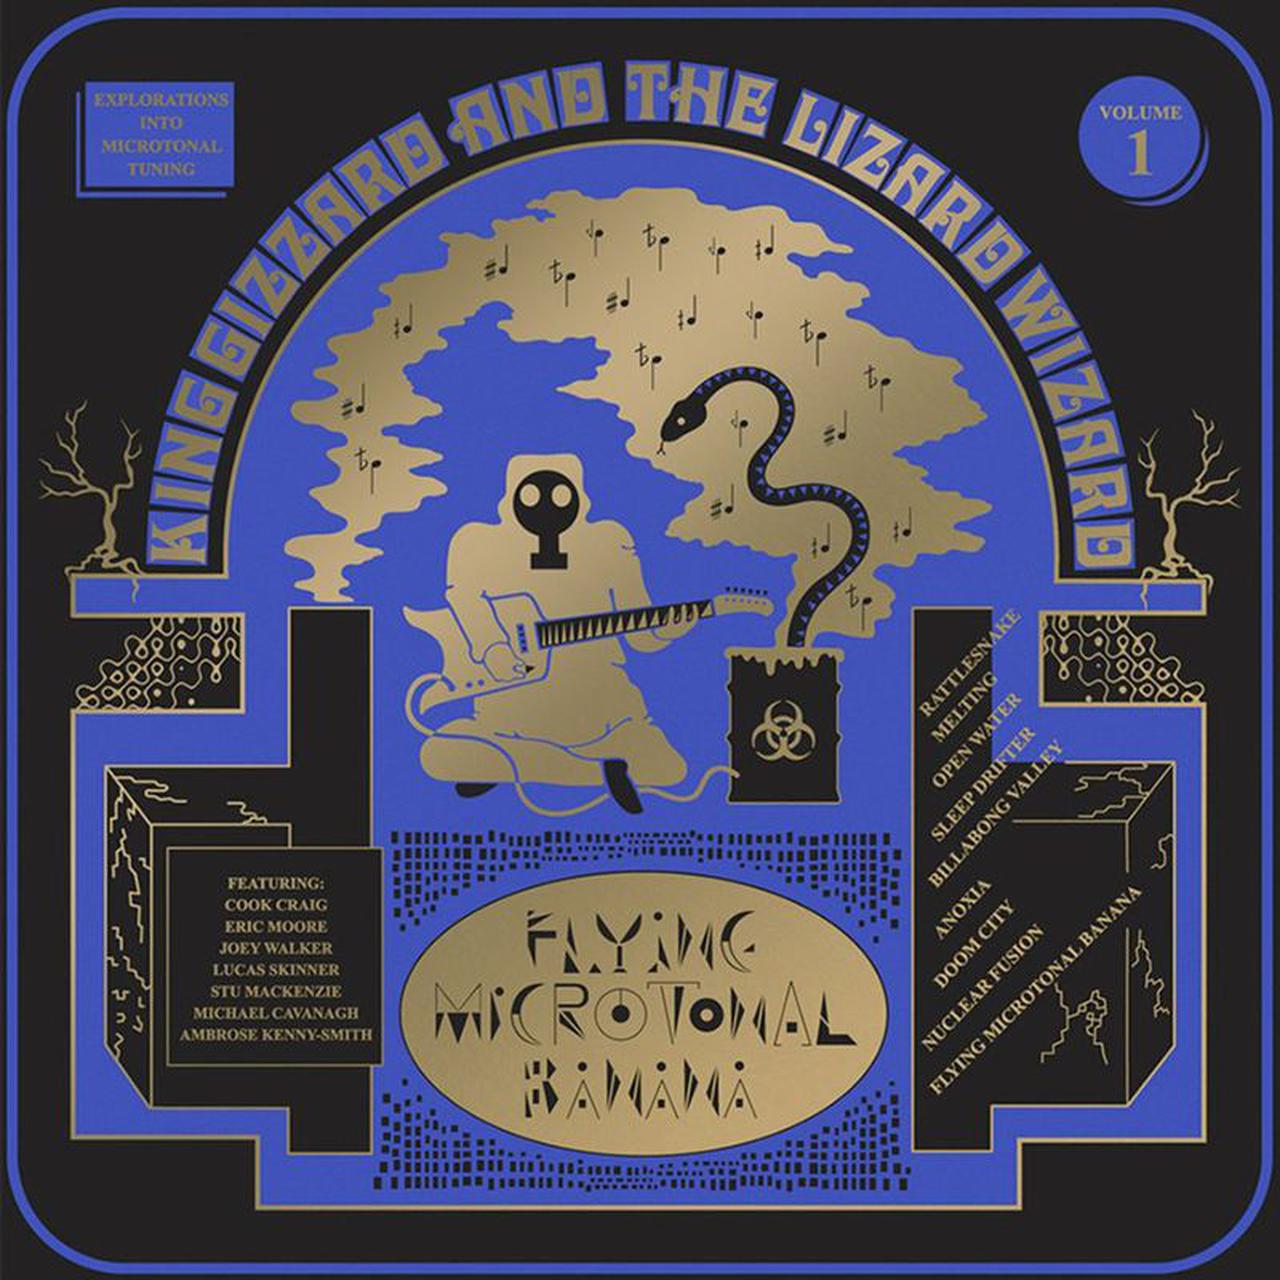 EXPLORATIONS
INTO
MICROTONAL
TUNING
KING GIZZARD AND THE LIZARD WIZARD
VOLUME
1
RATTLESNAKE
MELTING
OPEN WATER
SLEEP DRIFTER
BILLABONG VALLEY
ANOXIA
DOOM CITY
NUCLEAR FUSION
FLYING MICROTONAL BANANA
FEATURING:
COOK CRAIG
ERIC MOORE
JOEY WALKER
LUCAS SKINNER
STU MACKENZIE
MICHAEL CAVANAGH
AMBROSE KENNY-SMITH
FLYING
MiCROToNAL
BANANA